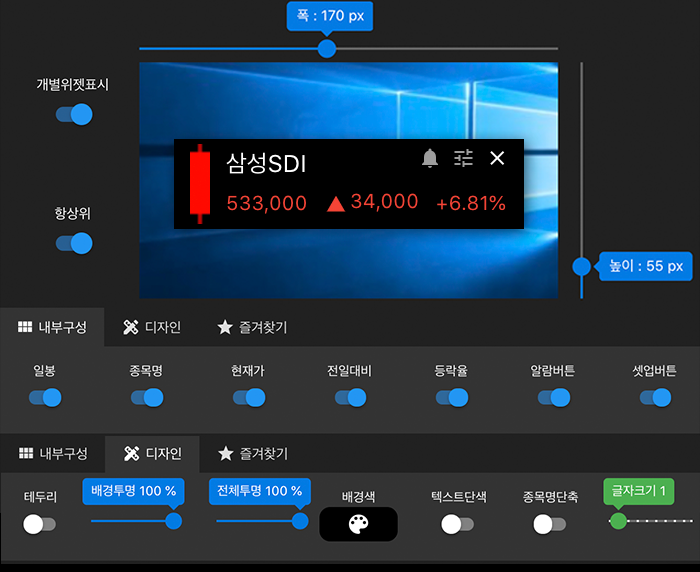 폭 : 170 px
개별위젯표시
삼성SDI
533,000 ▲34,000 +6.81%
항상위
높이 : 55 px
내부구성 디자인 즐겨찾기
일봉 종목명 현재가 전일대비 등락율 알람버튼 셋업버튼
내부구성 디자인 즐겨찾기
테두리 배경투명 100 % 전체투명 100 % 배경색 텍스트단색 종목명단축 글자크기 1